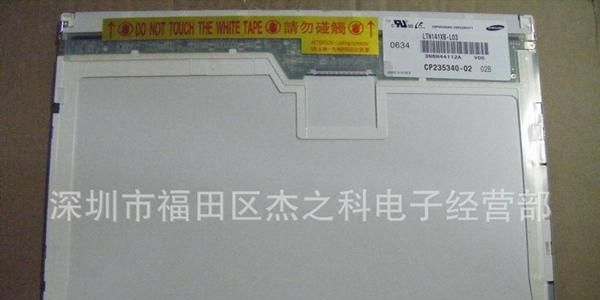 DO NOT TOUCH THE WHITE TAPE 請勿碰觸
SAMSUNG
0634
LTN141XB-L03
CP235340-02 02B
深圳市福田区杰之科电子经营部